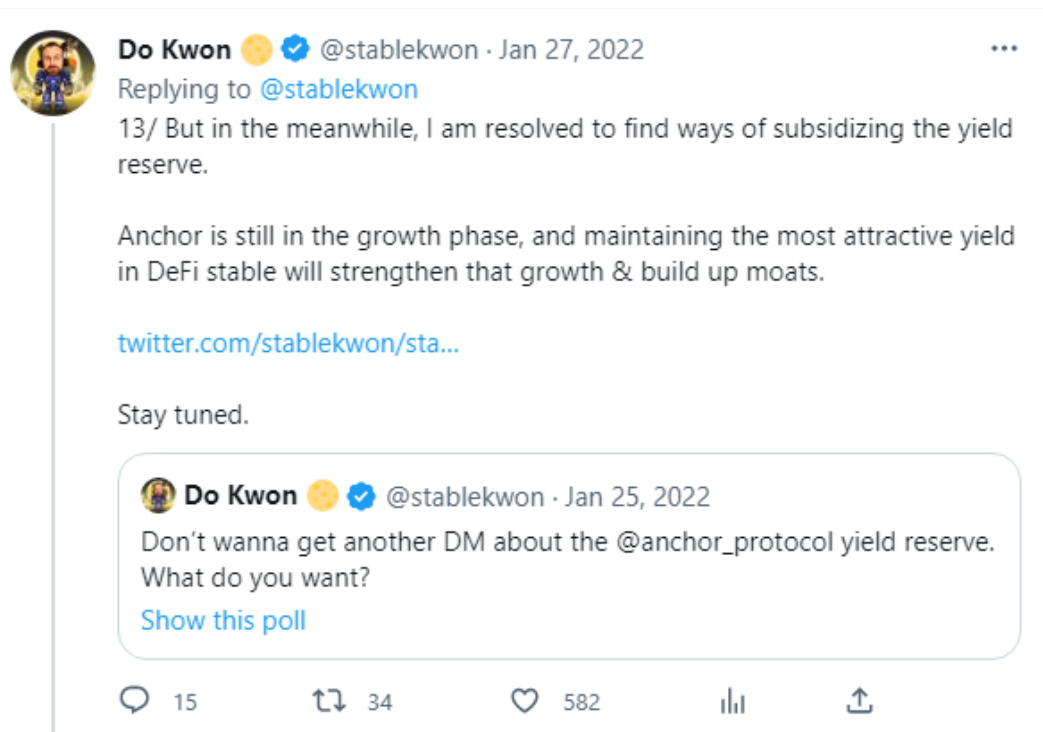 Do Kwon @stablekwon · Jan 27, 2022
Replying to @stablekwon
13/ But in the meanwhile, I am resolved to find ways of subsidizing the yield
reserve.
Anchor is still in the growth phase, and maintaining the most attractive yield
in DeFi stable will strengthen that growth & build up moats.
twitter.com/stablekwon/sta...
Stay tuned.
Do Kwon @stablekwon · Jan 25, 2022
Don't wanna get another DM about the @anchor_protocol yield reserve.
What do you want?
Show this poll
15 34 582